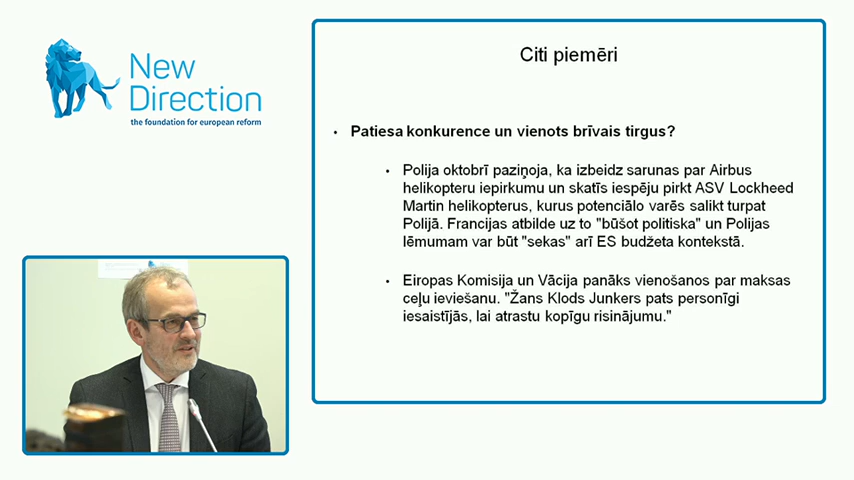 New
Direction
the foundation for european reform
Citi piemēri
• Patiesa konkurence un vienots brīvais tirgus?
• Polija oktobrī paziņoja, ka izbeidz sarunas par Airbus
helikopteru iepirkumu un skatīs iespēju pirkt ASV Lockheed
Martin helikopterus, kurus potenciālo varēs salikt turpat
Polijā. Francijas atbilde uz to "būšot politiska" un Polijas
lēmumam var būt "sekas" arī ES budžeta kontekstā.
• Eiropas Komisija un Vācija panāks vienošanos par maksas
ceļu ieviešanu. "Žans Klods Junkers pats personīgi
iesaistījās, lai atrastu kopīgu risinājumu."